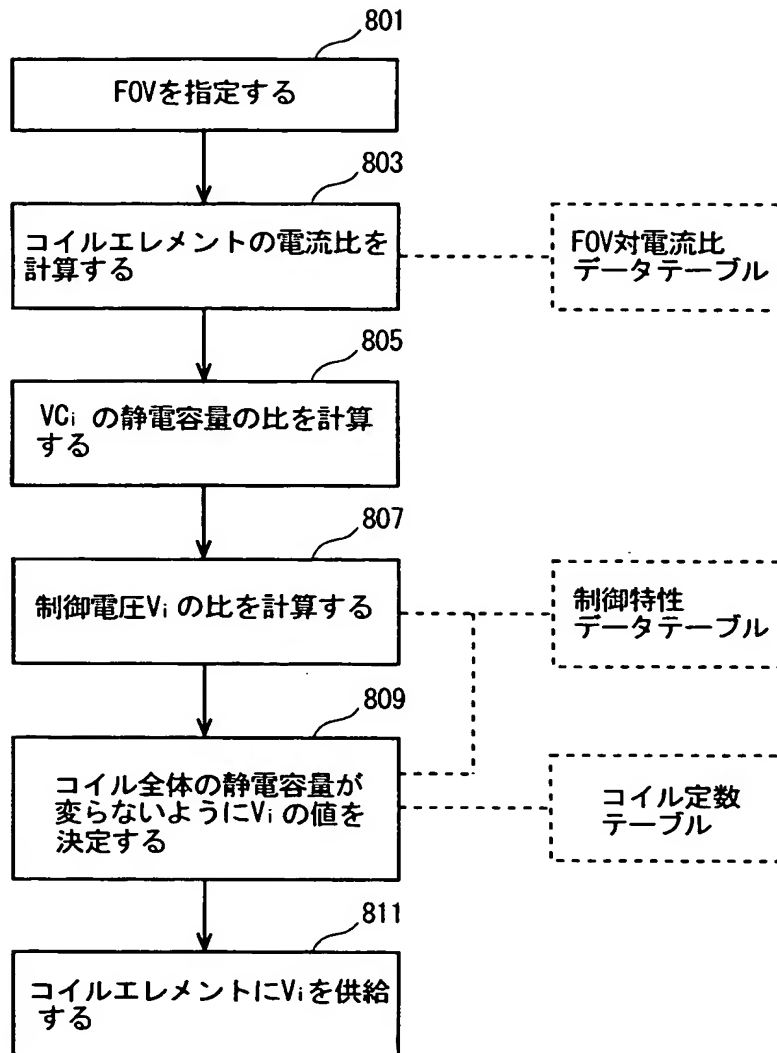 801
FOVを指定する
803
コイルエレメントの電流比を
計算する
FOV対電流比
データテーブル
805
VCi の静電容量の比を計算
する
807
制御電圧Vi の比を計算する
制御特性
データテーブル
809
コイル全体の静電容量が
変らないようにVi の値を
決定する
コイル定数
テーブル
811
コイルエレメントにViを供給
する